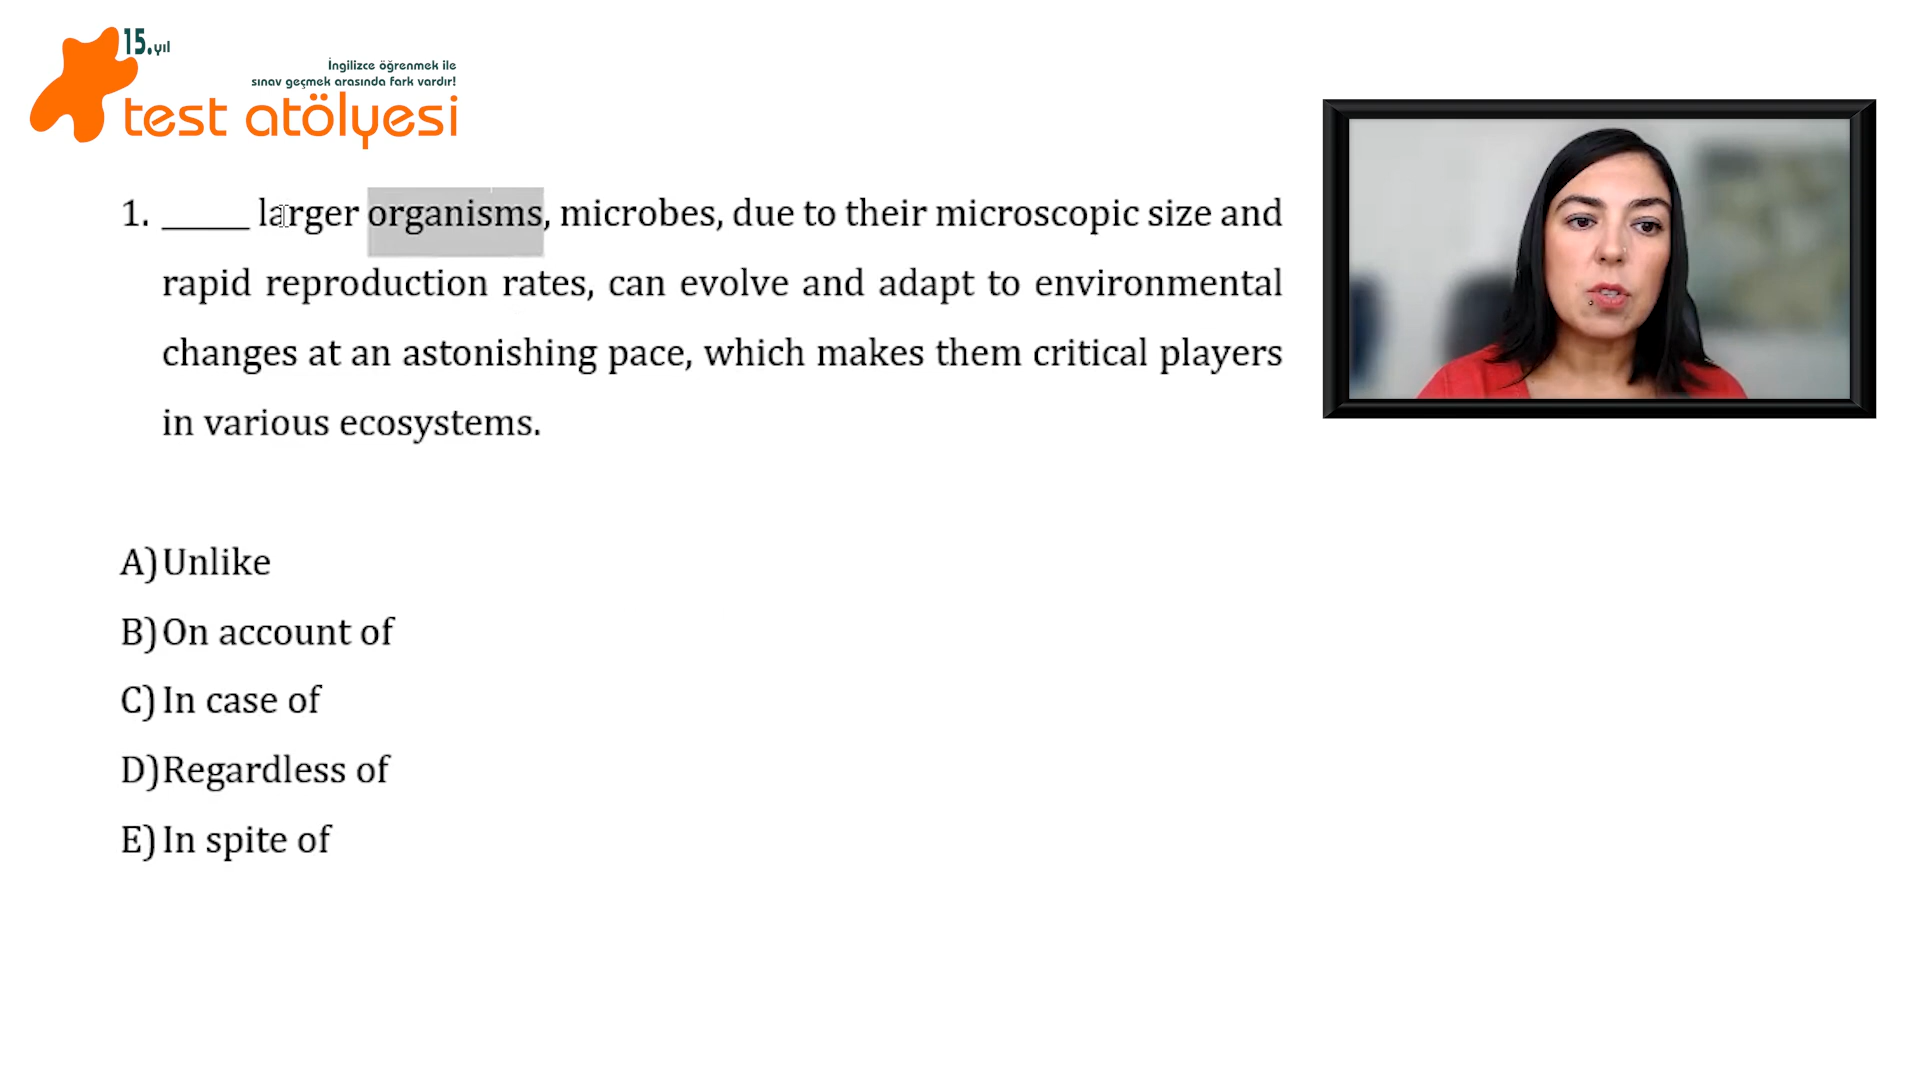 15.yıl
İngilizce öğrenmek ile
sınav geçmek arasında fark vardır!
test atölyesi
1. _____ larger organisms, microbes, due to their microscopic size and
rapid reproduction rates, can evolve and adapt to environmental
changes at an astonishing pace, which makes them critical players
in various ecosystems.
A) Unlike
B) On account of
C) In case of
D) Regardless of
E) In spite of